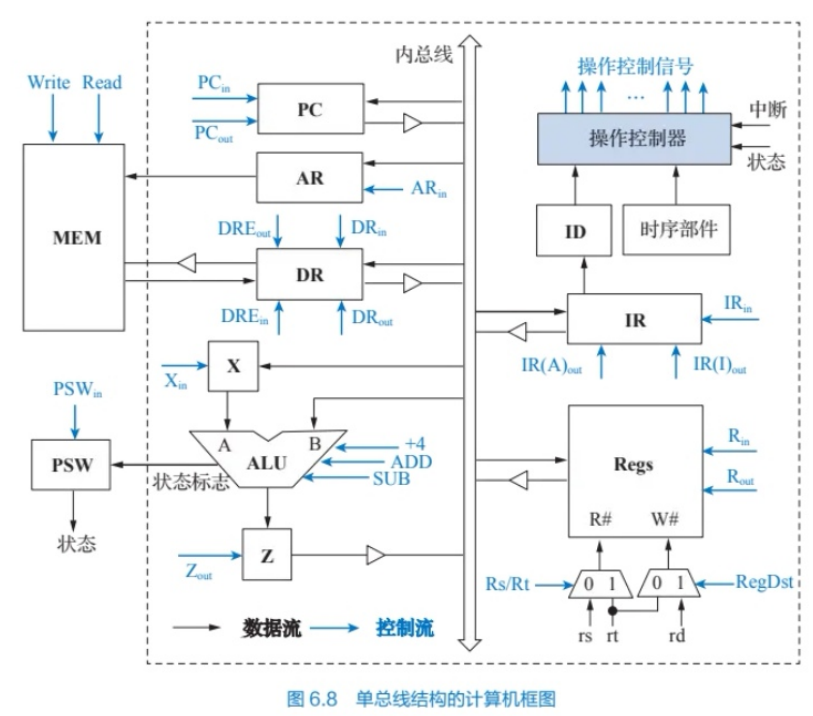 内总线
操作控制信号
Write Read
PCin
PC
PCout
...
操作控制器
中断
状态
AR
ARin
MEM
DREout
DRin
DR
DREin
DRout
ID
时序部件
IR
IRin
IR(A)out
IR(I)out
X
Xin
PSWin
PSW
状态
状态标志
A
B
ALU
+4
ADD
SUB
Z
Zout
Regs
Rin
Rout
R# W#
Rs/Rt
0 1
0 1
RegDst
rs rt rd
数据流
控制流
图 6.8 单总线结构的计算机框图